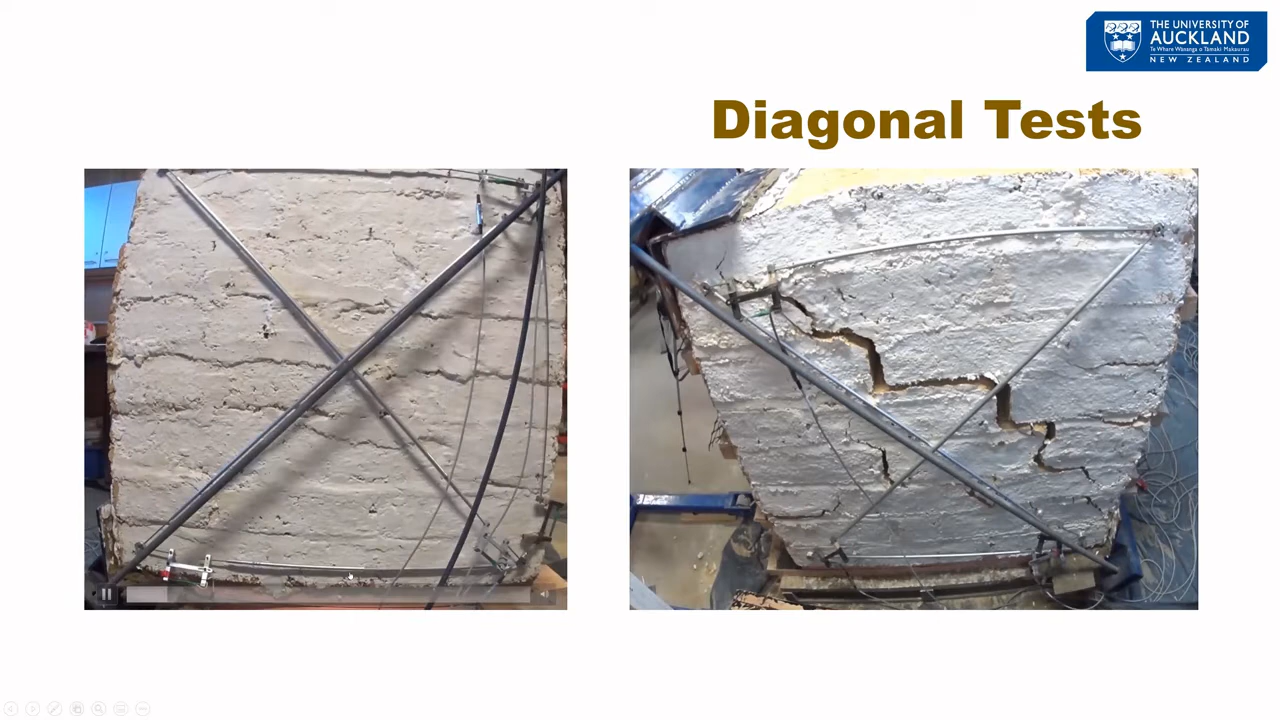 THE UNIVERSITY OF
AUCKLAND
Te Whare Wānanga o Tāmaki Makaurau
NEW ZEALAND
Diagonal Tests